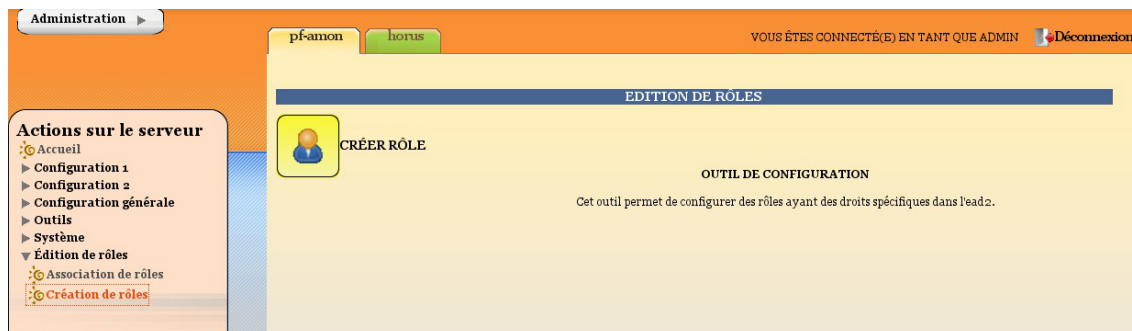 Administration
pf-amon
horus
VOUS ÊTES CONNECTÉ(E) EN TANT QUE ADMIN
Déconnexion
EDITION DE RÔLES
Actions sur le serveur
Accueil
Configuration 1
Configuration 2
Configuration générale
Outils
Système
Édition de rôles
Association de rôles
Création de rôles
CRÉER RÔLE
OUTIL DE CONFIGURATION
Cet outil permet de configurer des rôles ayant des droits spécifiques dans l'ead2.